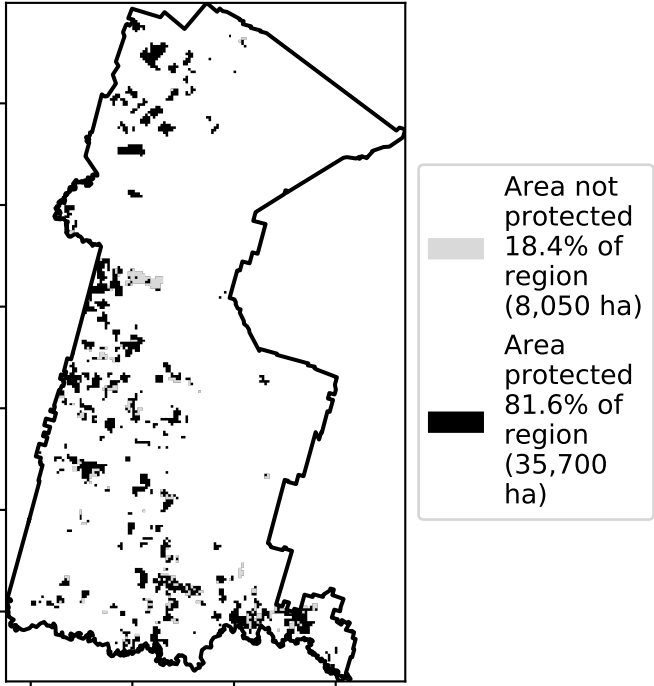 Area not
protected
18.4% of
region
(8,050 ha)
Area
protected
81.6% of
region
(35,700
ha)